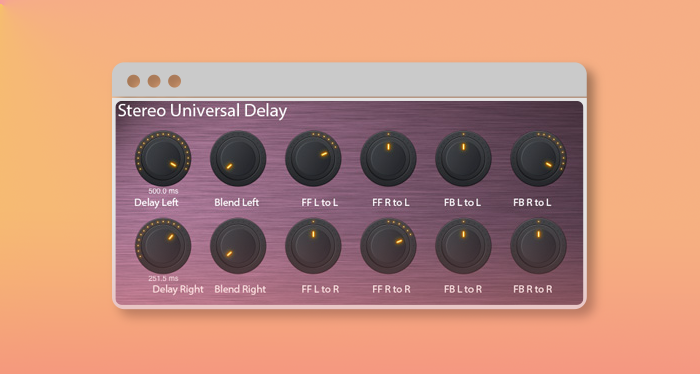 Stereo Universal Delay
500.0 ms
Delay Left Blend Left FF L to L FF R to L FB L to L FB R to L
251.5 ms
Delay Right Blend Right FF L to R FF R to R FB L to R FB R to R